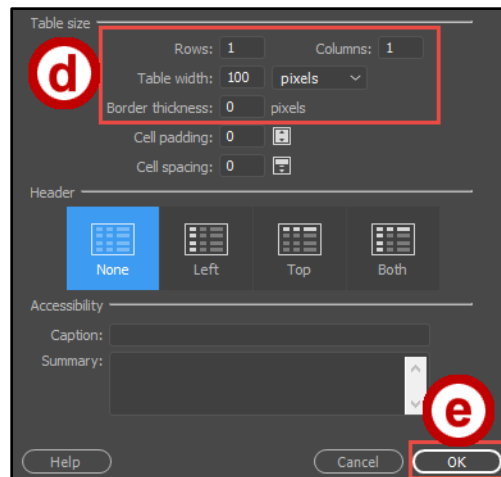 Table size
Rows: 1 Columns: 1
d
Table width: 100 pixels
Border thickness: 0 pixels
Cell padding: 0
Cell spacing: 0
Header
None Left Top Both
Accessibility
Caption:
Summary:
e
Help Cancel OK